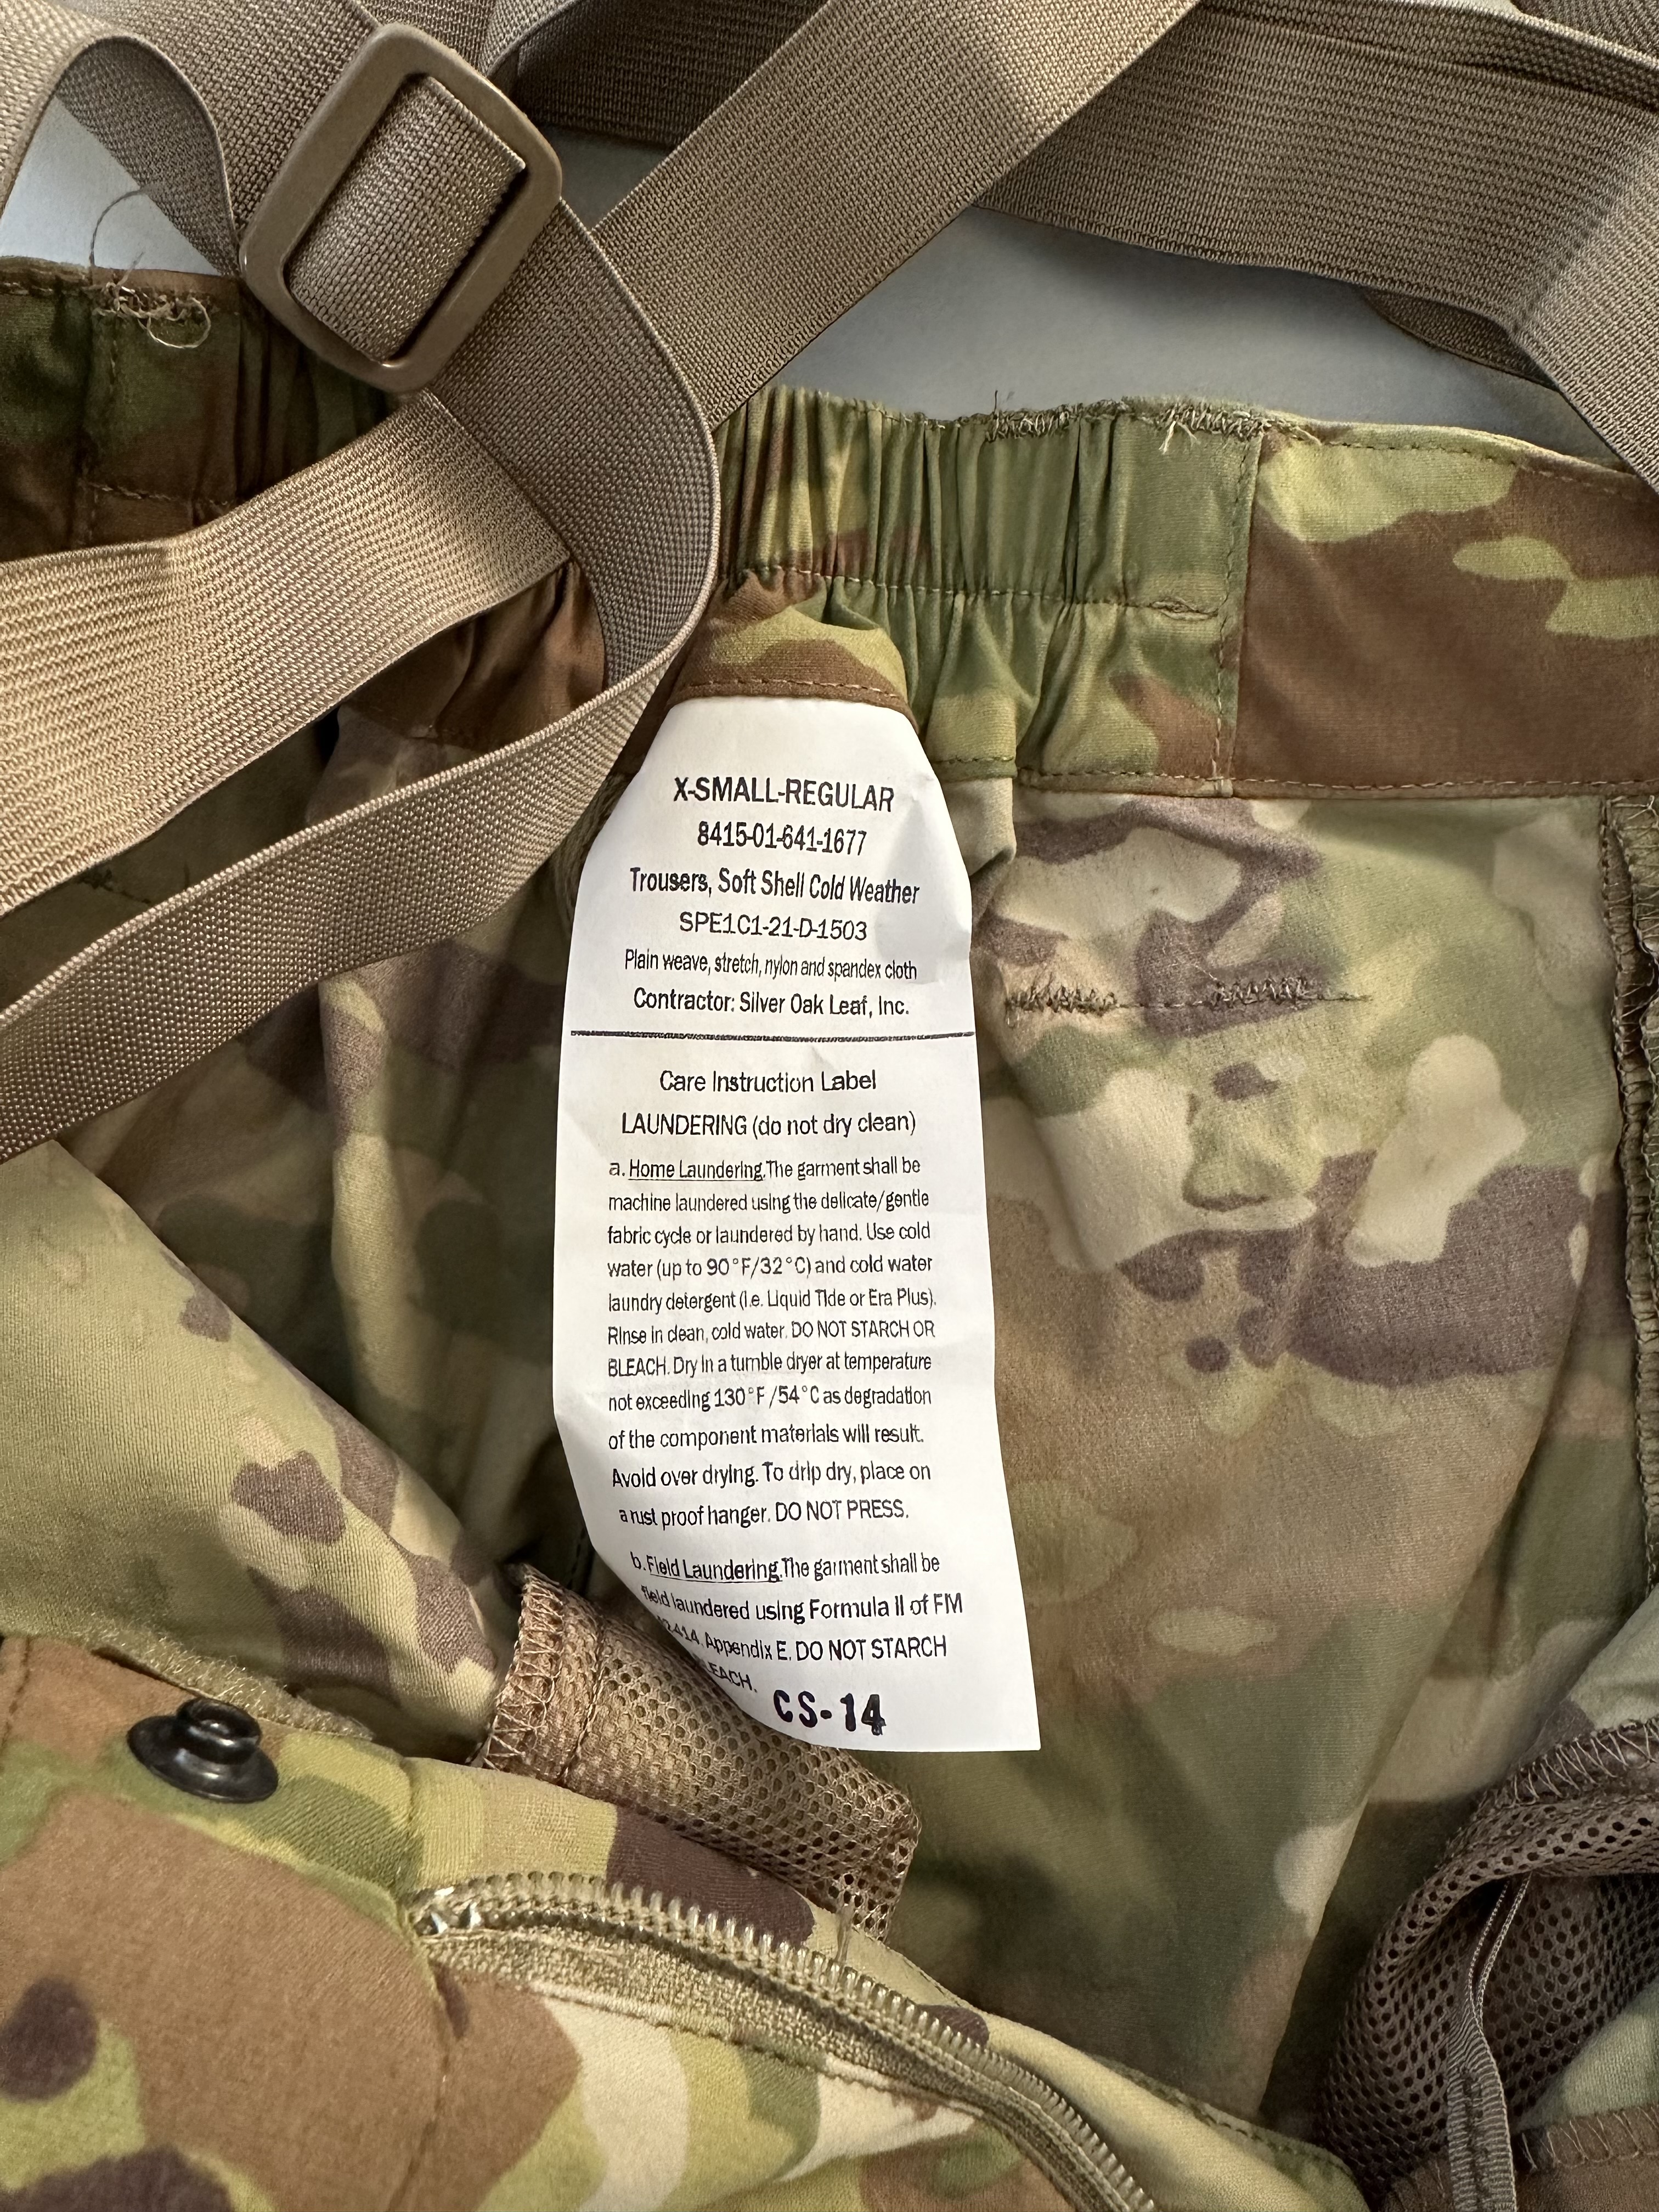 X-SMALL-REGULAR
8415-01-641-1677
Trousers, Soft Shell Cold Weather
SPE1C1-21-D-1503
Plain weave, stretch, nylon and spandex cloth
Contractor: Silver Oak Leaf, Inc.
Care Instruction Label
LAUNDERING (do not dry clean)
a. Home Laundering. The garment shall be
machine laundered using the delicate/gentle
fabric cycle or laundered by hand. Use cold
water (up to 90°F/32°C) and cold water
laundry detergent (i.e. Liquid Tide or Era Plus).
Rinse in clean, cold water. DO NOT STARCH OR
BLEACH. Dry in a tumble dryer at temperature
not exceeding 130°F/54°C as degradation
of the component materials will result.
Avoid over drying. To drip dry, place on
a rust proof hanger. DO NOT PRESS.
b. Field Laundering. The garment shall be
field laundered using Formula II of FM
Appendix E. DO NOT STARCH
CS-14